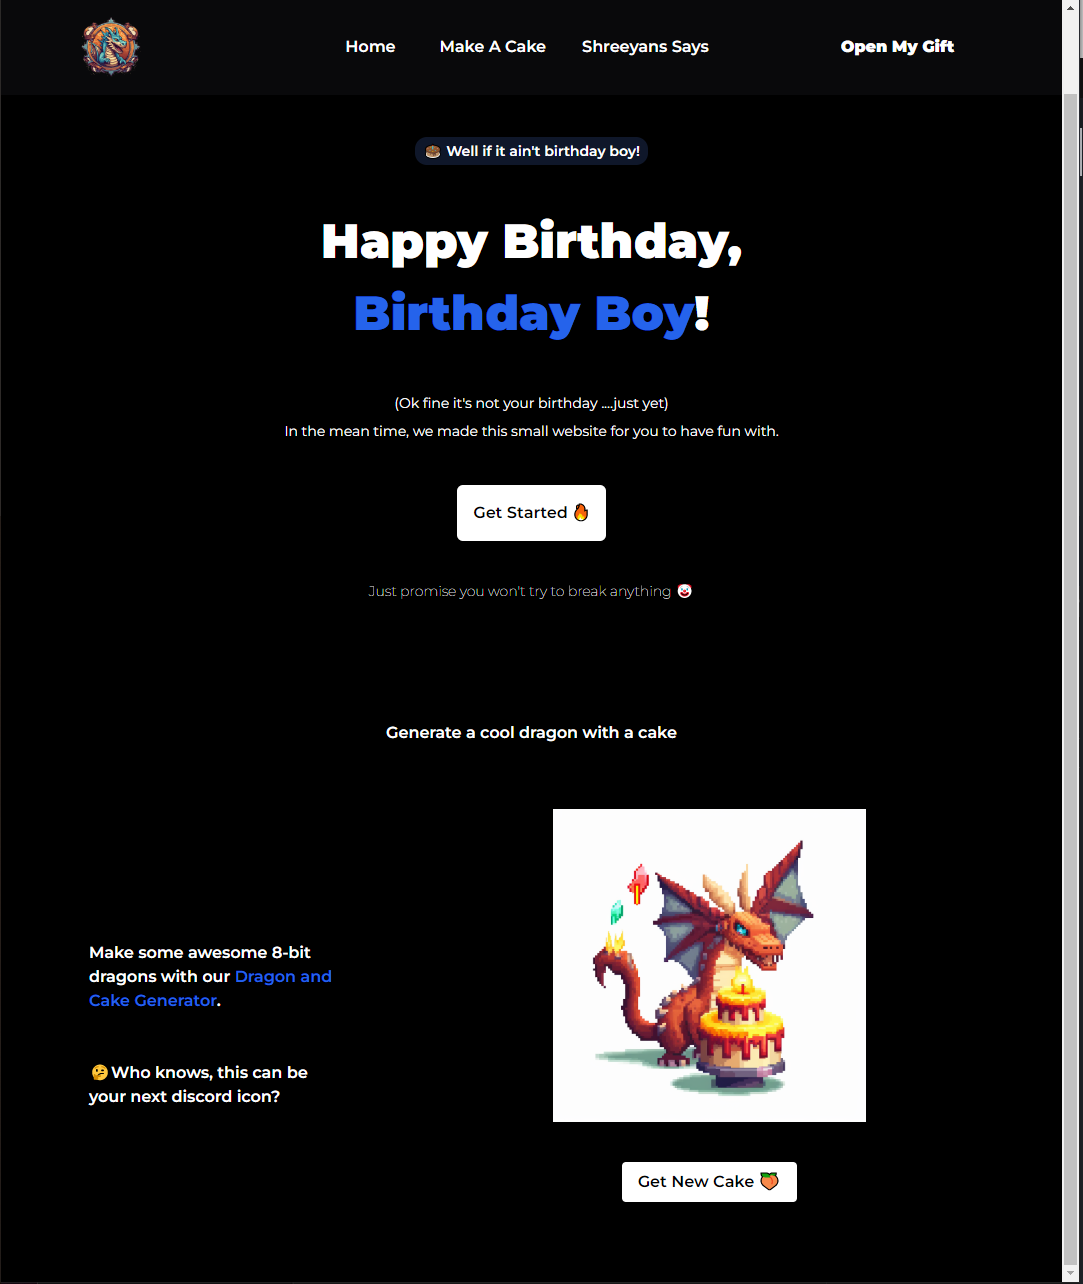 Home
Make A Cake
Shreeyans Says
Open My Gift
🎂 Well if it ain't birthday boy!
Happy Birthday,
Birthday Boy!
(Ok fine it's not your birthday ....just yet)
In the mean time, we made this small website for you to have fun with.
Get Started 🔥
Just promise you won't try to break anything 🤡
Generate a cool dragon with a cake
Make some awesome 8-bit
dragons with our Dragon and
Cake Generator.
🤔Who knows, this can be
your next discord icon?
Get New Cake 🍑